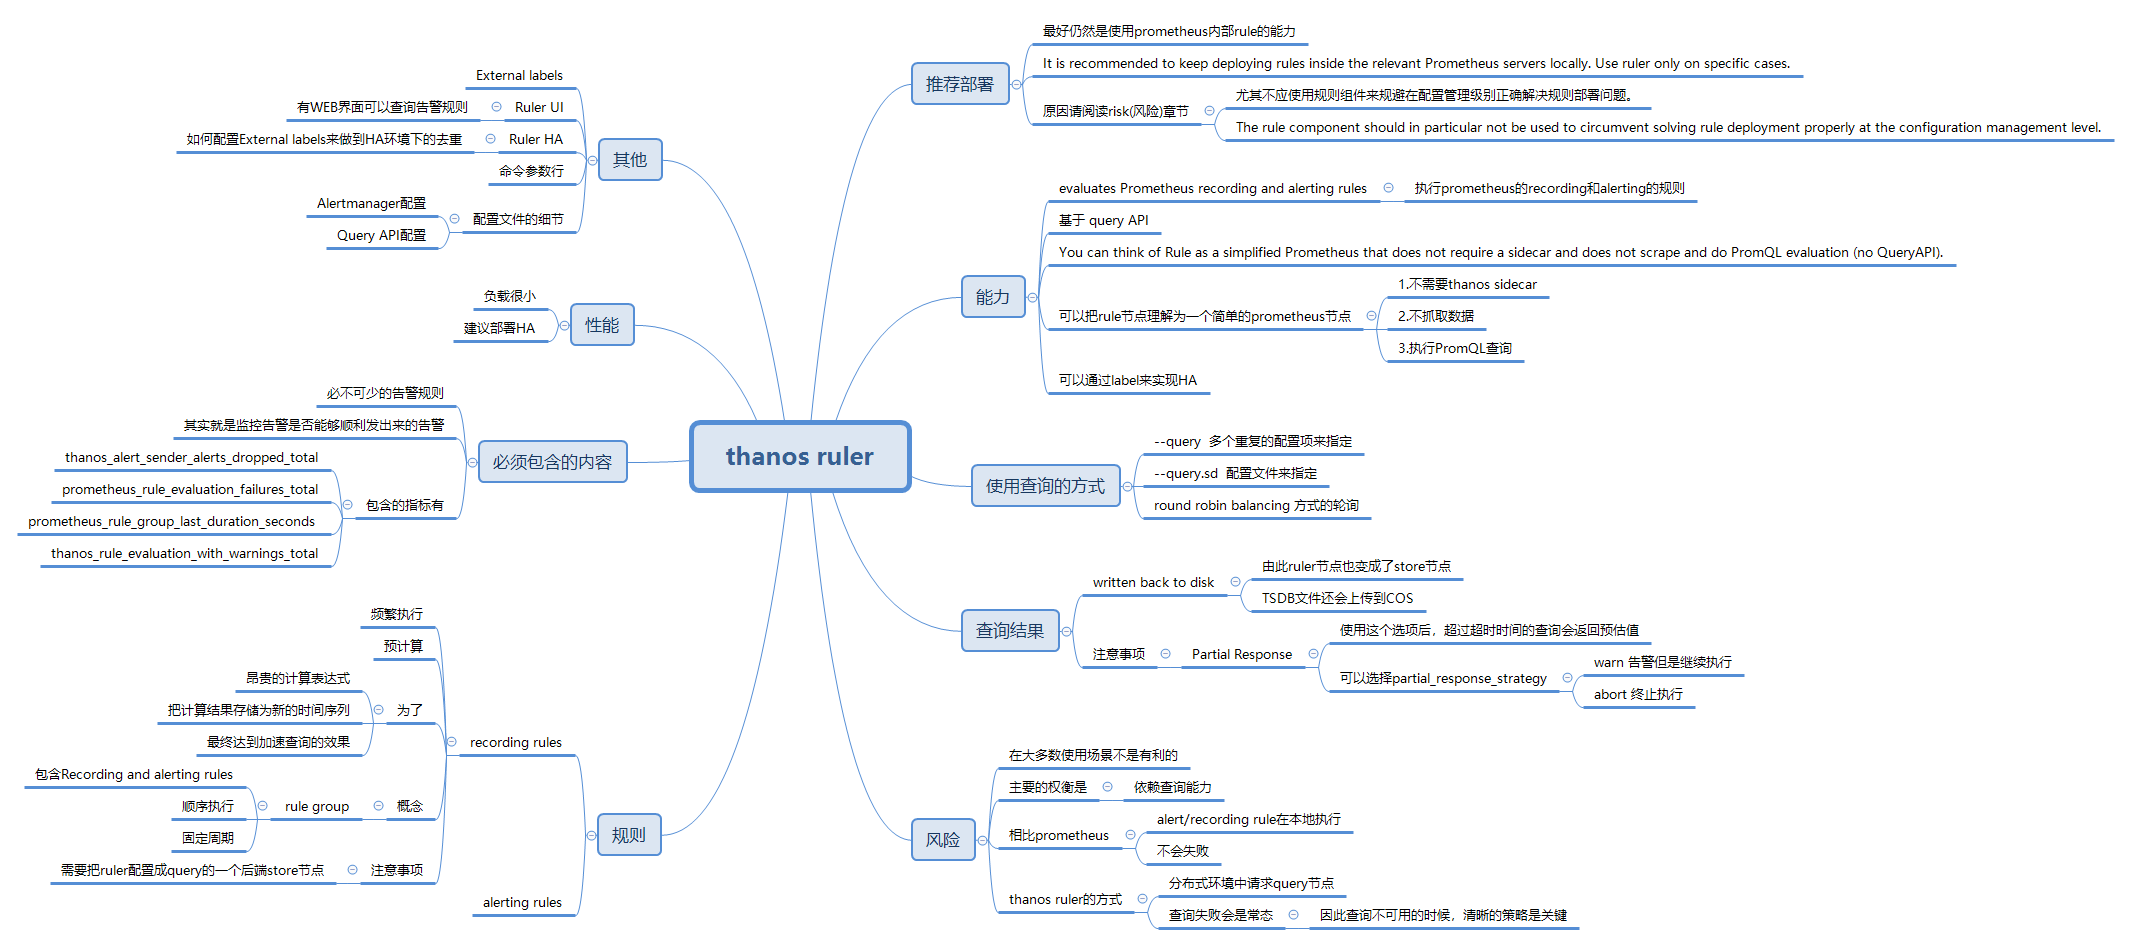 thanos ruler
推荐部署
最好仍然是使用prometheus内部rule的能力
It is recommended to keep deploying rules inside the relevant Prometheus servers locally. Use ruler only on specific cases.
原因请阅读risk(风险)章节
尤其不应使用规则组件来规避在配置管理级别正确解决规则部署问题。
The rule component should in particular not be used to circumvent solving rule deployment properly at the configuration management level.
能力
evaluates Prometheus recording and alerting rules
执行prometheus的recording和alerting的规则
基于 query API
You can think of Rule as a simplified Prometheus that does not require a sidecar and does not scrape and do PromQL evaluation (no QueryAPI).
可以把rule节点理解为一个简单的prometheus节点
1.不需要thanos sidecar
2.不抓取数据
3.执行PromQL查询
可以通过label来实现HA
使用查询的方式
--query 多个重复的配置项来指定
--query.sd 配置文件来指定
round robin balancing 方式的轮询
查询结果
written back to disk
由此ruler节点也变成了store节点
TSDB文件还会上传到COS
注意事项
Partial Response
使用这个选项后，超过超时时间的查询会返回预估值
可以选择partial_response_strategy
warn 告警但是继续执行
abort 终止执行
风险
在大多数使用场景不是有利的
主要的权衡是
依赖查询能力
相比prometheus
alert/recording rule在本地执行
不会失败
thanos ruler的方式
分布式环境中请求query节点
查询失败会是常态
因此查询不可用的时候，清晰的策略是关键
其他
External labels
Ruler UI
有WEB界面可以查询告警规则
Ruler HA
如何配置External labels来做到HA环境下的去重
命令参数行
配置文件的细节
Alertmanager配置
Query API配置
性能
负载很小
建议部署HA
必须包含的内容
必不可少的告警规则
其实就是监控告警是否能够顺利发出来的告警
包含的指标有
thanos_alert_sender_alerts_dropped_total
prometheus_rule_evaluation_failures_total
prometheus_rule_group_last_duration_seconds
thanos_rule_evaluation_with_warnings_total
规则
recording rules
频繁执行
预计算
为了
昂贵的计算表达式
把计算结果存储为新的时间序列
最终达到加速查询的效果
概念
rule group
包含Recording and alerting rules
顺序执行
固定周期
注意事项
需要把ruler配置成query的一个后端store节点
alerting rules